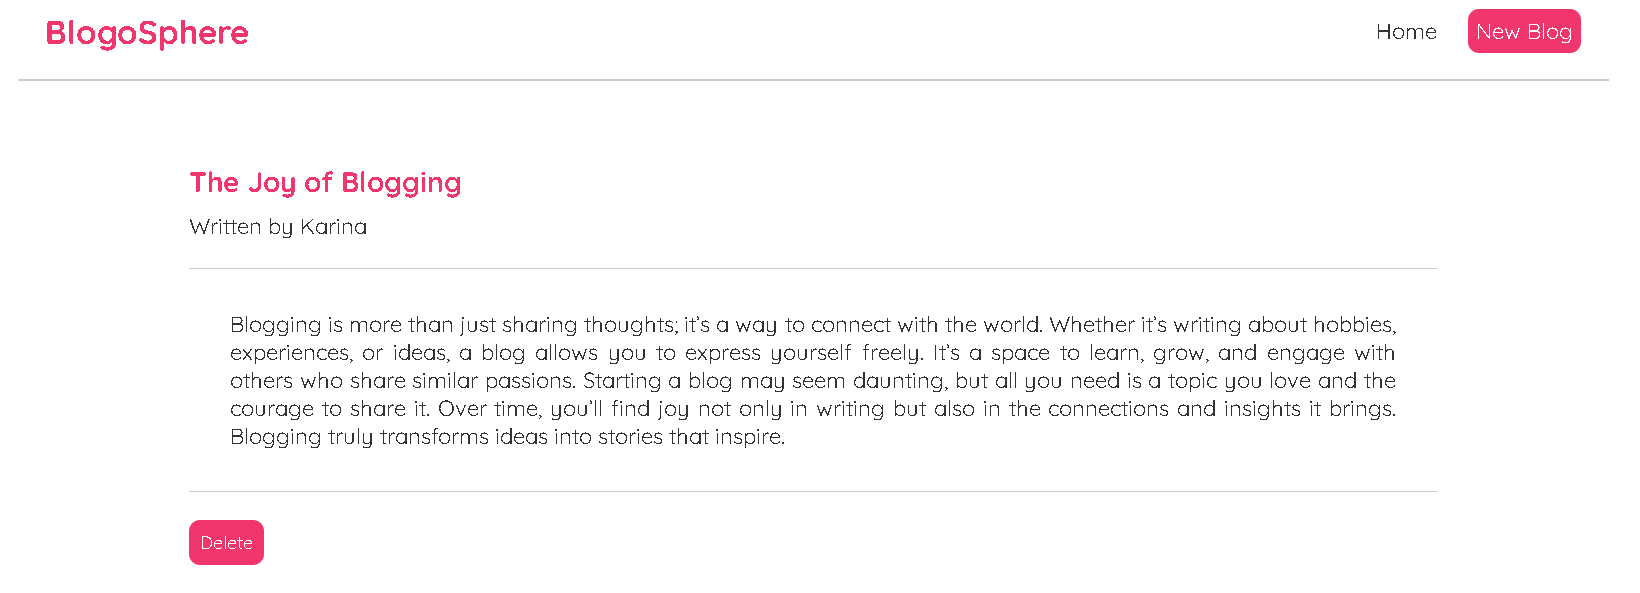 BlogoSphere
Home
New Blog
The Joy of Blogging
Written by Karina
Blogging is more than just sharing thoughts; it’s a way to connect with the world. Whether it’s writing about hobbies,
experiences, or ideas, a blog allows you to express yourself freely. It’s a space to learn, grow, and engage with
others who share similar passions. Starting a blog may seem daunting, but all you need is a topic you love and the
courage to share it. Over time, you’ll find joy not only in writing but also in the connections and insights it brings.
Blogging truly transforms ideas into stories that inspire.
Delete